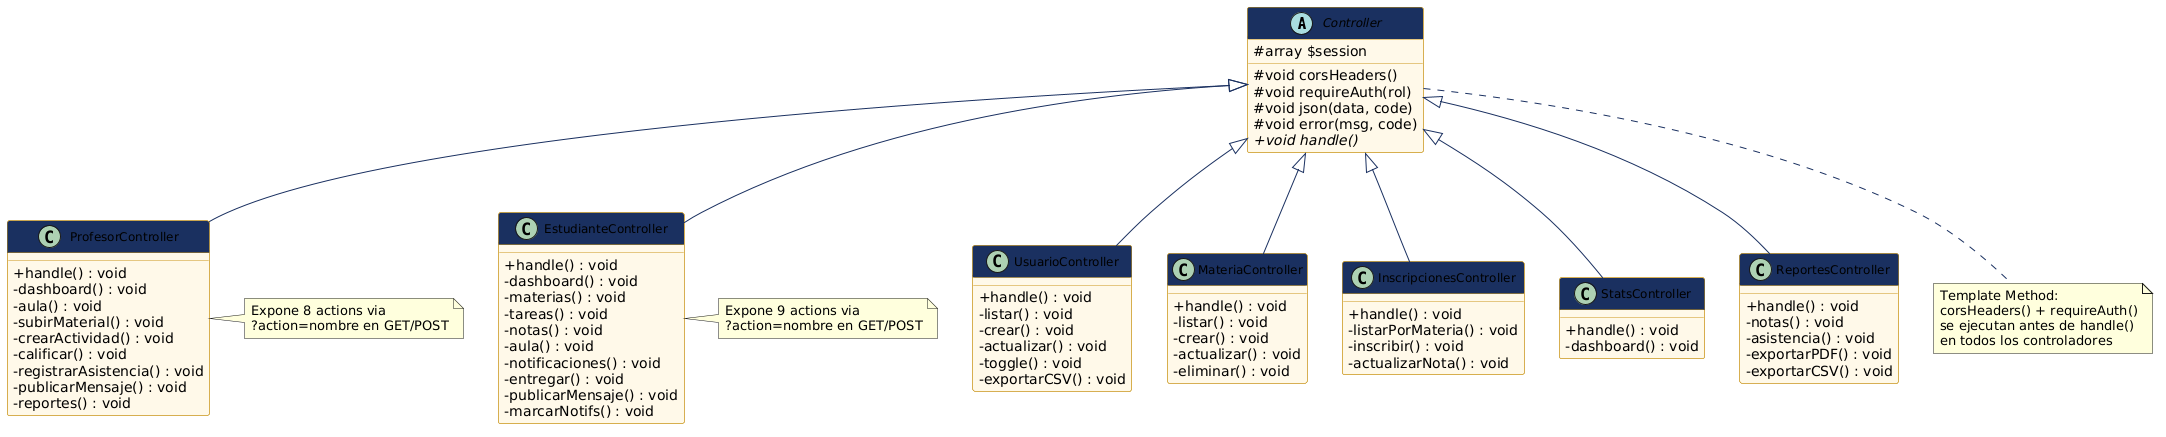 A Controller
#array $session
#void corsHeaders()
#void requireAuth(rol)
#void json(data, code)
#void error(msg, code)
+void handle()
C ProfesorController
+handle() : void
-dashboard() : void
-aula() : void
-subirMaterial() : void
-crearActividad() : void
-calificar() : void
-registrarAsistencia() : void
-publicarMensaje() : void
-reportes() : void
Expone 8 actions via
?action=nombre en GET/POST
C EstudianteController
+handle() : void
-dashboard() : void
-materias() : void
-tareas() : void
-notas() : void
-aula() : void
-notificaciones() : void
-entregar() : void
-publicarMensaje() : void
-marcarNotifs() : void
Expone 9 actions via
?action=nombre en GET/POST
C UsuarioController
+handle() : void
-listar() : void
-crear() : void
-actualizar() : void
-toggle() : void
-exportarCSV() : void
C MateriaController
+handle() : void
-listar() : void
-crear() : void
-actualizar() : void
-eliminar() : void
C InscripcionesController
+handle() : void
-listarPorMateria() : void
-inscribir() : void
-actualizarNota() : void
C StatsController
+handle() : void
-dashboard() : void
C ReportesController
+handle() : void
-notas() : void
-asistencia() : void
-exportarPDF() : void
-exportarCSV() : void
Template Method:
corsHeaders() + requireAuth()
se ejecutan antes de handle()
en todos los controladores